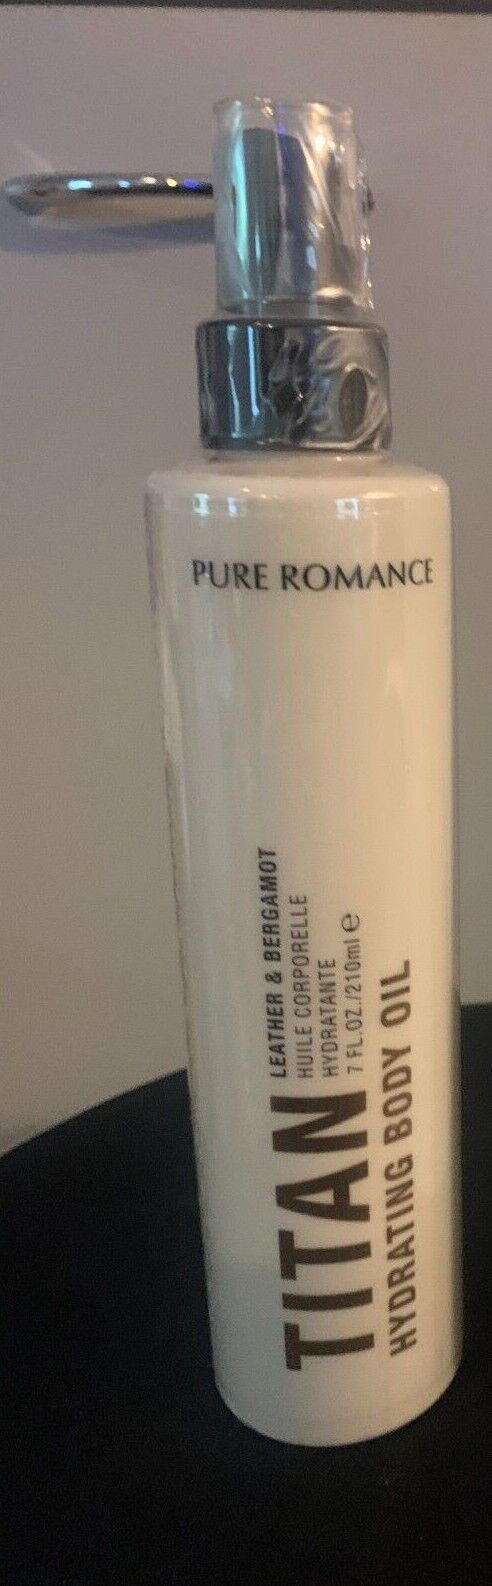 PURE ROMANCE
TITAN
LEATHER & BERGAMOT
HUILE CORPORELLE
HYDRATANTE
7 FL.OZ./210ml e
HYDRATING BODY OIL